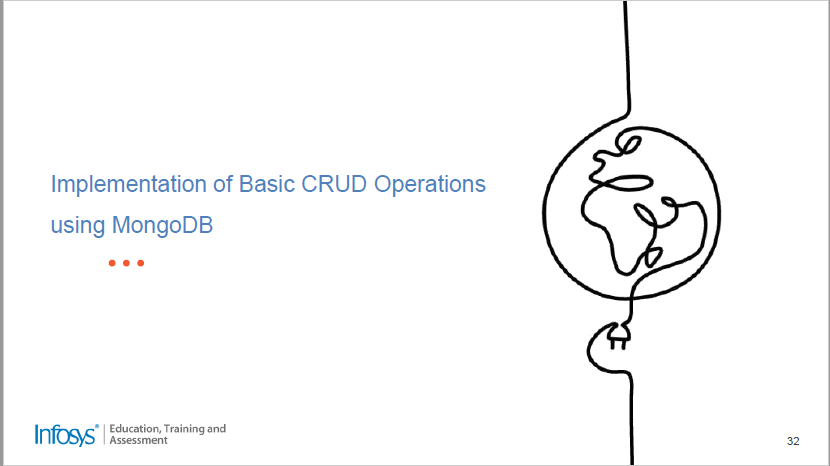 Implementation of Basic CRUD Operations
using MongoDB
Infosys®
Education, Training and
Assessment
32